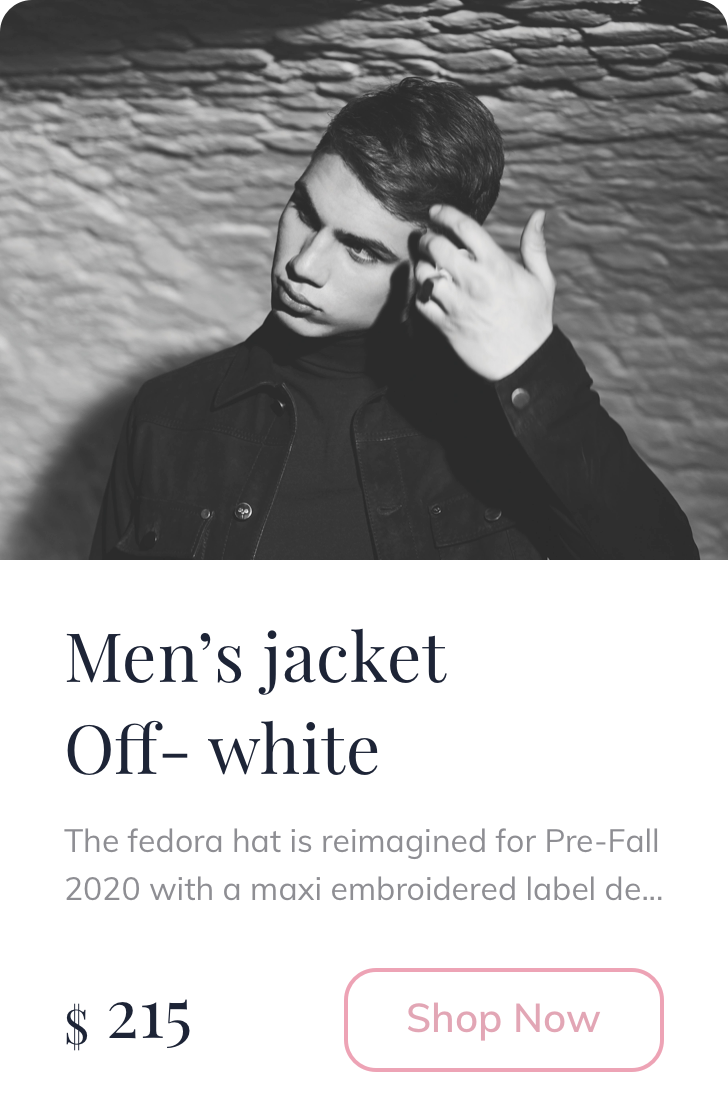 Men’s jacket
Off- white
The fedora hat is reimagined for Pre-Fall
2020 with a maxi embroidered label de...
$ 215
Shop Now